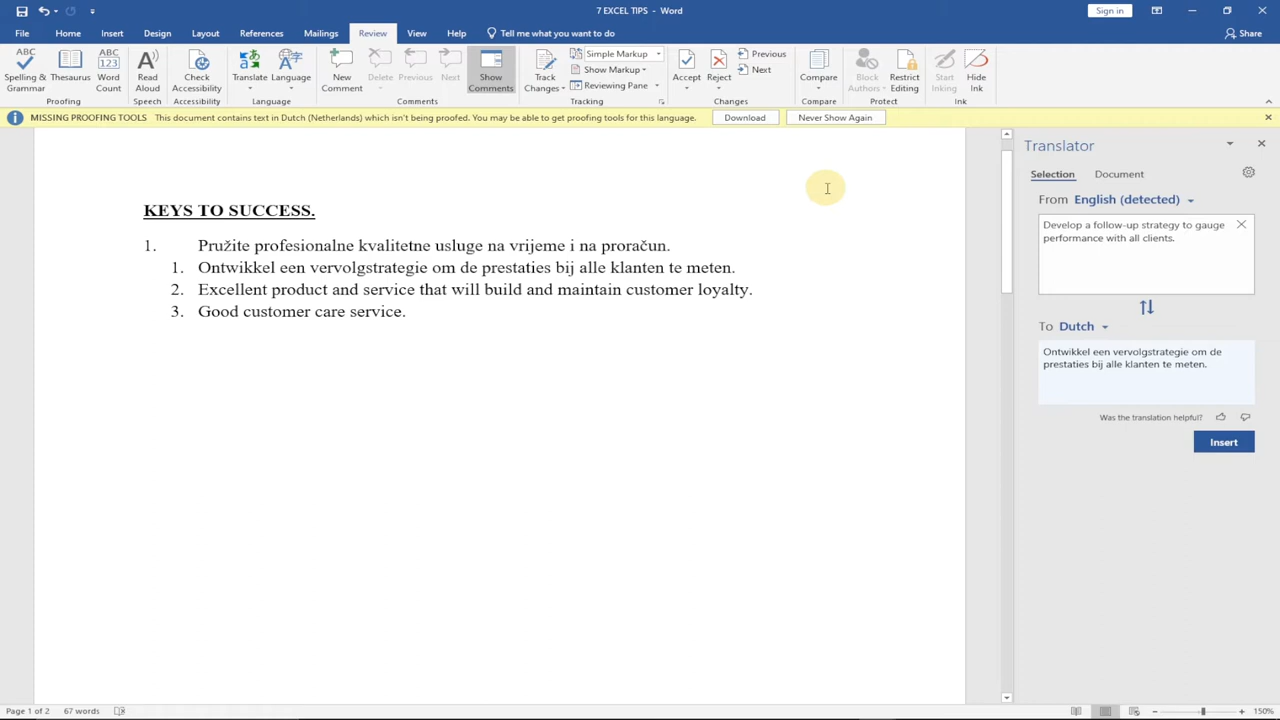 7 EXCEL TIPS - Word
Sign in
File Home Insert Design Layout References Mailings Review View Help Tell me what you want to do Share
Spelling & Grammar
Thesaurus
Word Count
Read Aloud
Check Accessibility
Translate
Language
New Comment
Delete
Previous
Next
Show Comments
Track Changes
Simple Markup
Show Markup
Reviewing Pane
Accept
Reject
Previous
Next
Compare
Block Authors
Restrict Editing
Start Inking
Hide Ink
Proofing Speech Accessibility Language Comments Tracking Changes Compare Protect Ink
MISSING PROOFING TOOLS This document contains text in Dutch (Netherlands) which isn't being proofed. You may be able to get proofing tools for this language. Download Never Show Again
KEYS TO SUCCESS.
1. Pružite profesionalne kvalitetne usluge na vrijeme i na proračun.
1. Ontwikkel een vervolgstrategie om de prestaties bij alle klanten te meten.
2. Excellent product and service that will build and maintain customer loyalty.
3. Good customer care service.
Translator
Selection Document
From English (detected)
Develop a follow-up strategy to gauge
performance with all clients.
To Dutch
Ontwikkel een vervolgstrategie om de
prestaties bij alle klanten te meten.
Was the translation helpful?
Insert
Page 1 of 2 67 words 150%